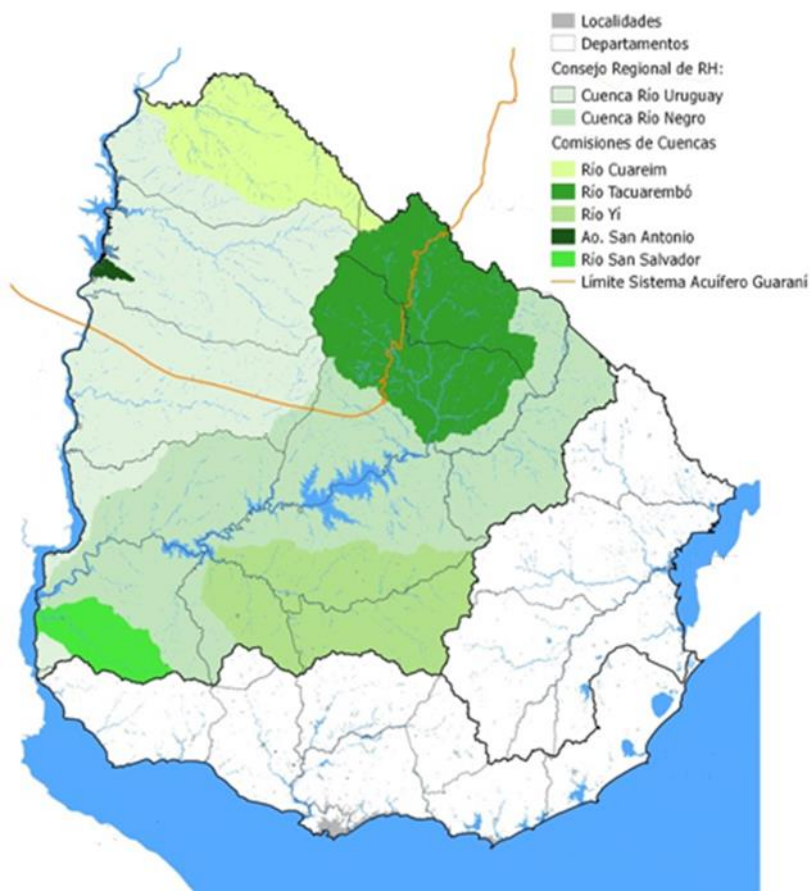 Localidades
Departamentos
Consejo Regional de RH:
Cuenca Río Uruguay
Cuenca Río Negro
Comisiones de Cuencas
Río Cuareim
Río Tacuarembó
Río Yí
Ao. San Antonio
Río San Salvador
Límite Sistema Acuífero Guaraní